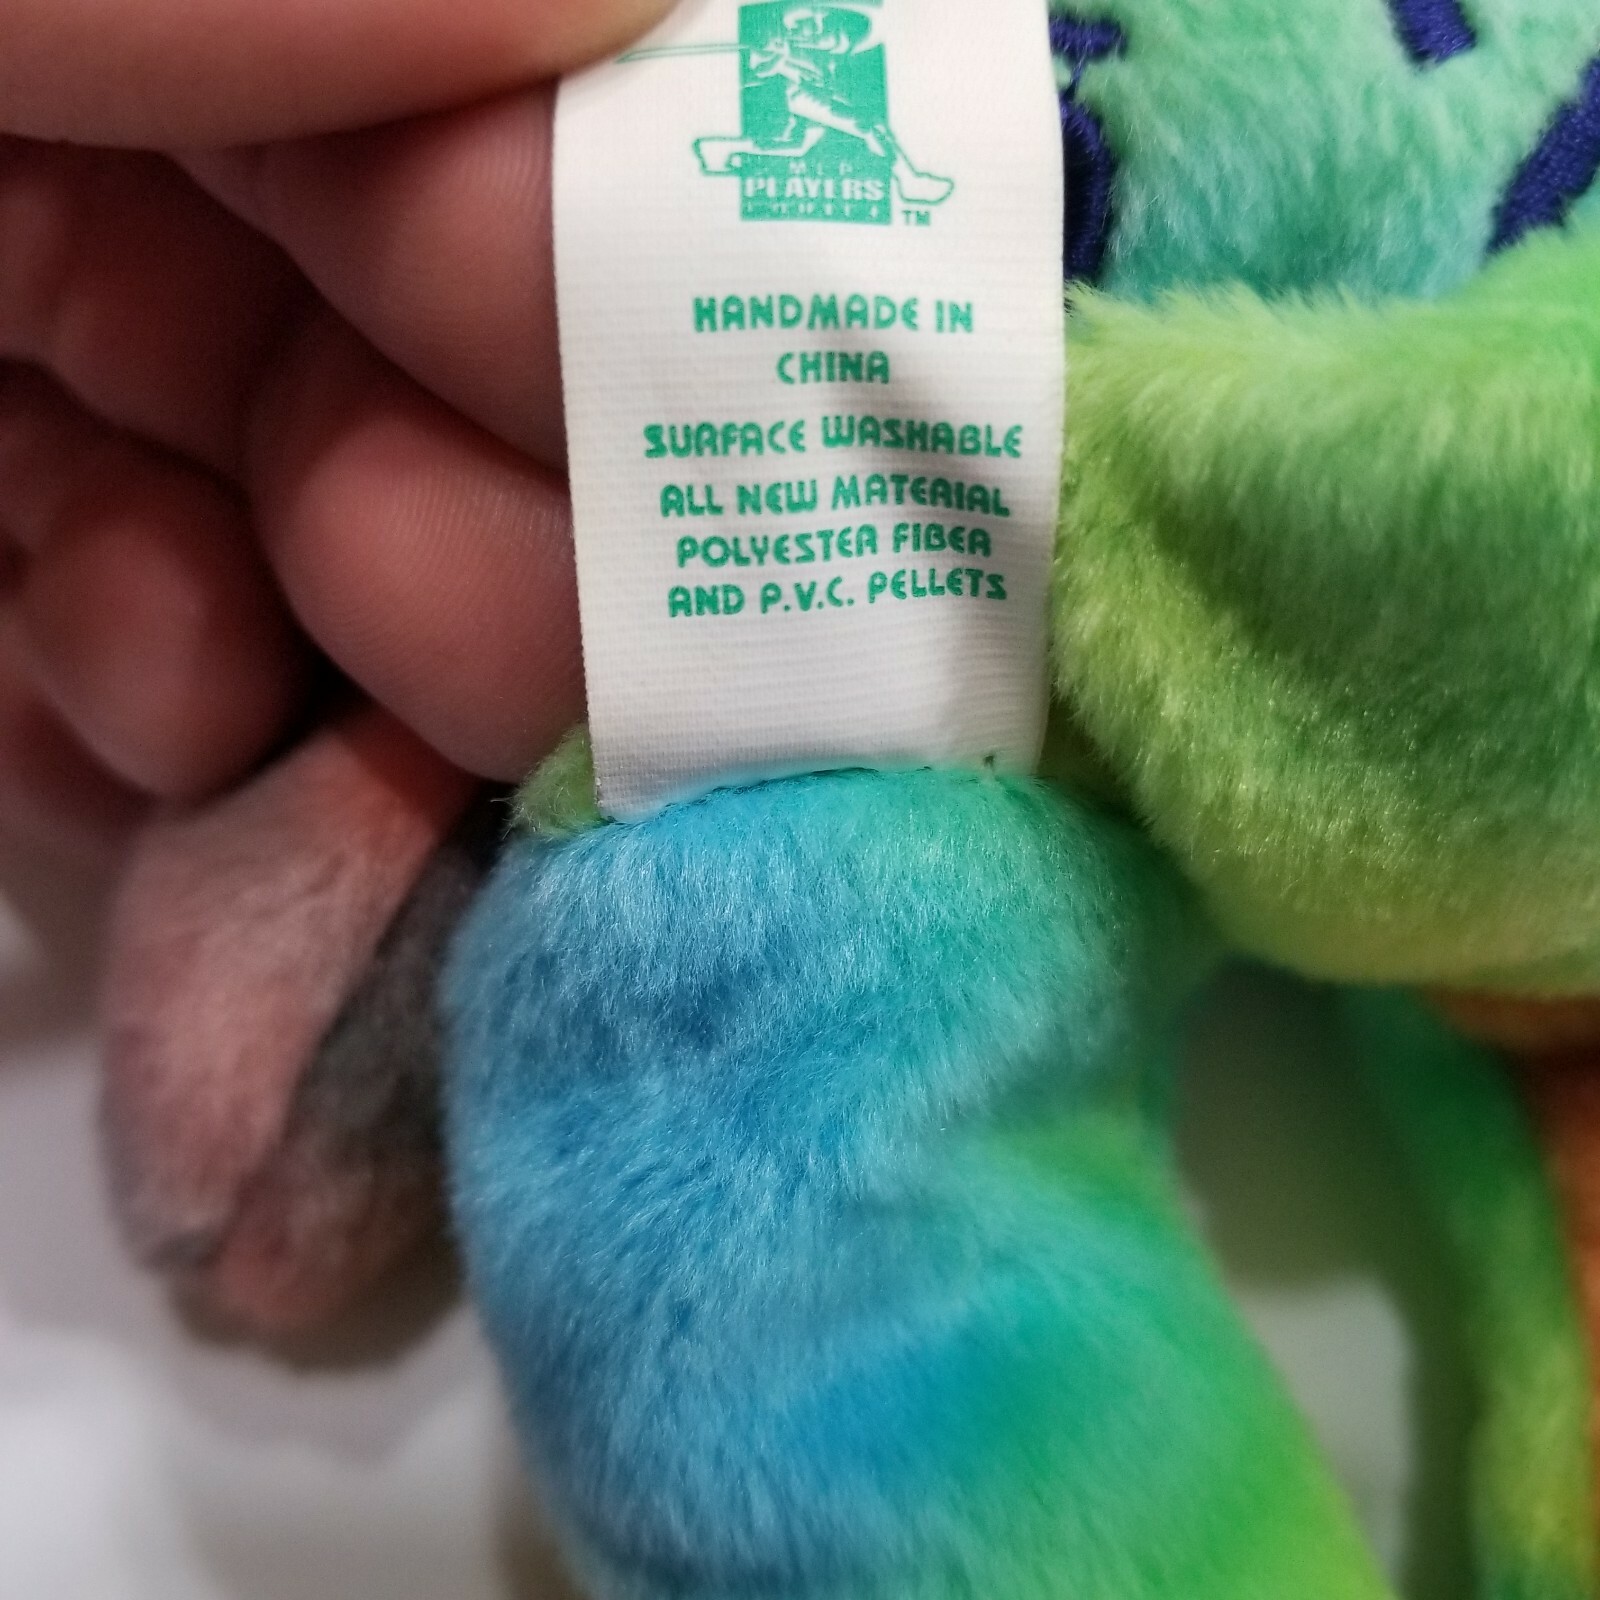 PLAYERS
TM
HANDMADE IN
CHINA
SURFACE WASHABLE
ALL NEW MATERIAL
POLYESTER FIBER
AND P.V.C. PELLETS